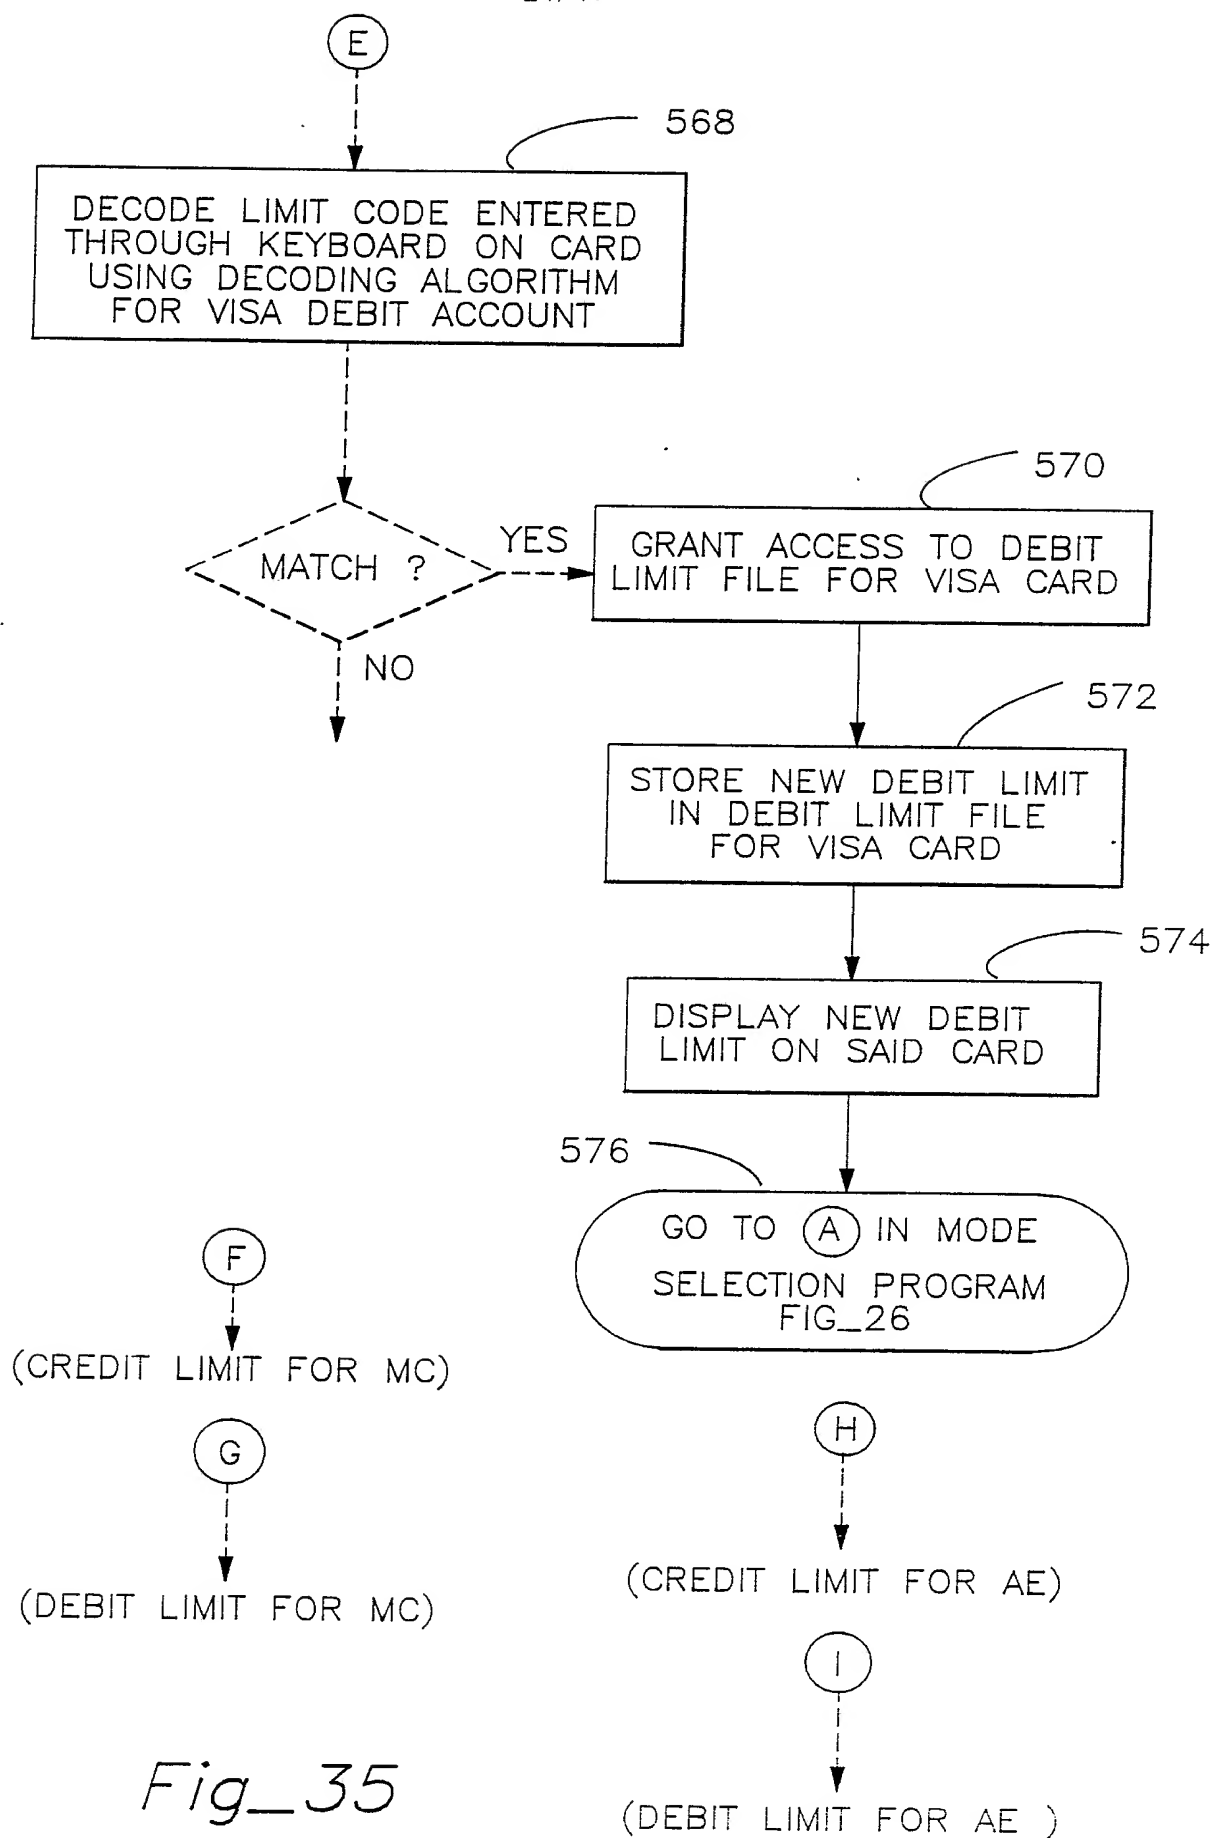 E
568
DECODE LIMIT CODE ENTERED
THROUGH KEYBOARD ON CARD
USING DECODING ALGORITHM
FOR VISA DEBIT ACCOUNT
MATCH ?
YES
NO
570
GRANT ACCESS TO DEBIT
LIMIT FILE FOR VISA CARD
572
STORE NEW DEBIT LIMIT
IN DEBIT LIMIT FILE
FOR VISA CARD
574
DISPLAY NEW DEBIT
LIMIT ON SAID CARD
576
GO TO A IN MODE
SELECTION PROGRAM
FIG_26
F
(CREDIT LIMIT FOR MC)
G
(DEBIT LIMIT FOR MC)
H
(CREDIT LIMIT FOR AE)
I
(DEBIT LIMIT FOR AE )
Fig_35